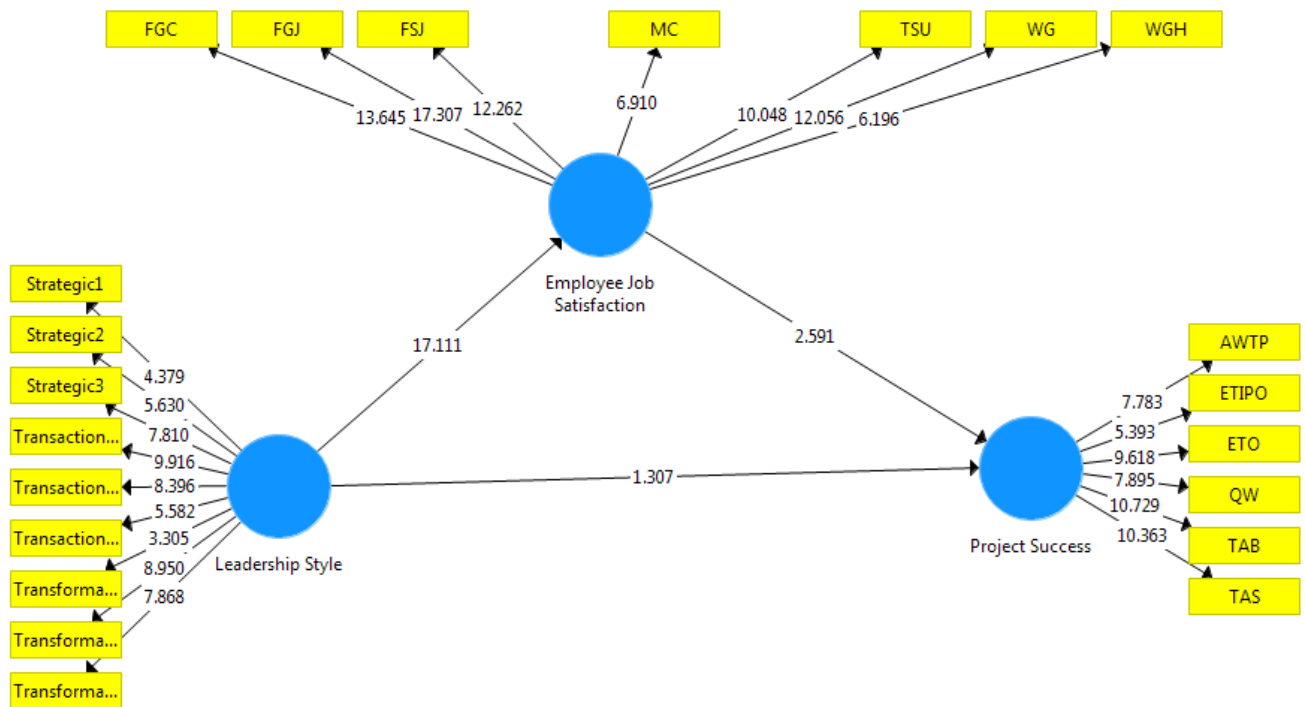 FGC
FGJ
FSJ
MC
TSU
WG
WGH
13.645
17.307
12.262
6.910
10.048
12.056
6.196
Employee Job
Satisfaction
Strategic1
Strategic2
Strategic3
Transaction...
Transaction...
Transaction...
Transforma...
Transforma...
Transforma...
4.379
5.630
7.810
9.916
8.396
5.582
3.305
8.950
7.868
Leadership Style
17.111
2.591
1.307
Project Success
7.783
5.393
9.618
7.895
10.729
10.363
AWTP
ETIPO
ETO
QW
TAB
TAS